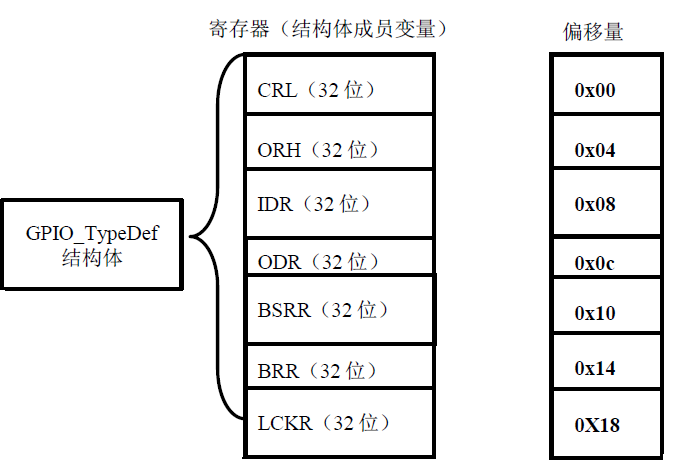 寄存器（结构体成员变量）
偏移量
CRL（32 位）
0x00
ORH（32 位）
0x04
IDR（32 位）
0x08
GPIO_TypeDef
结构体
ODR（32 位）
0x0c
BSRR（32 位）
0x10
BRR（32 位）
0x14
LCKR（32 位）
0X18